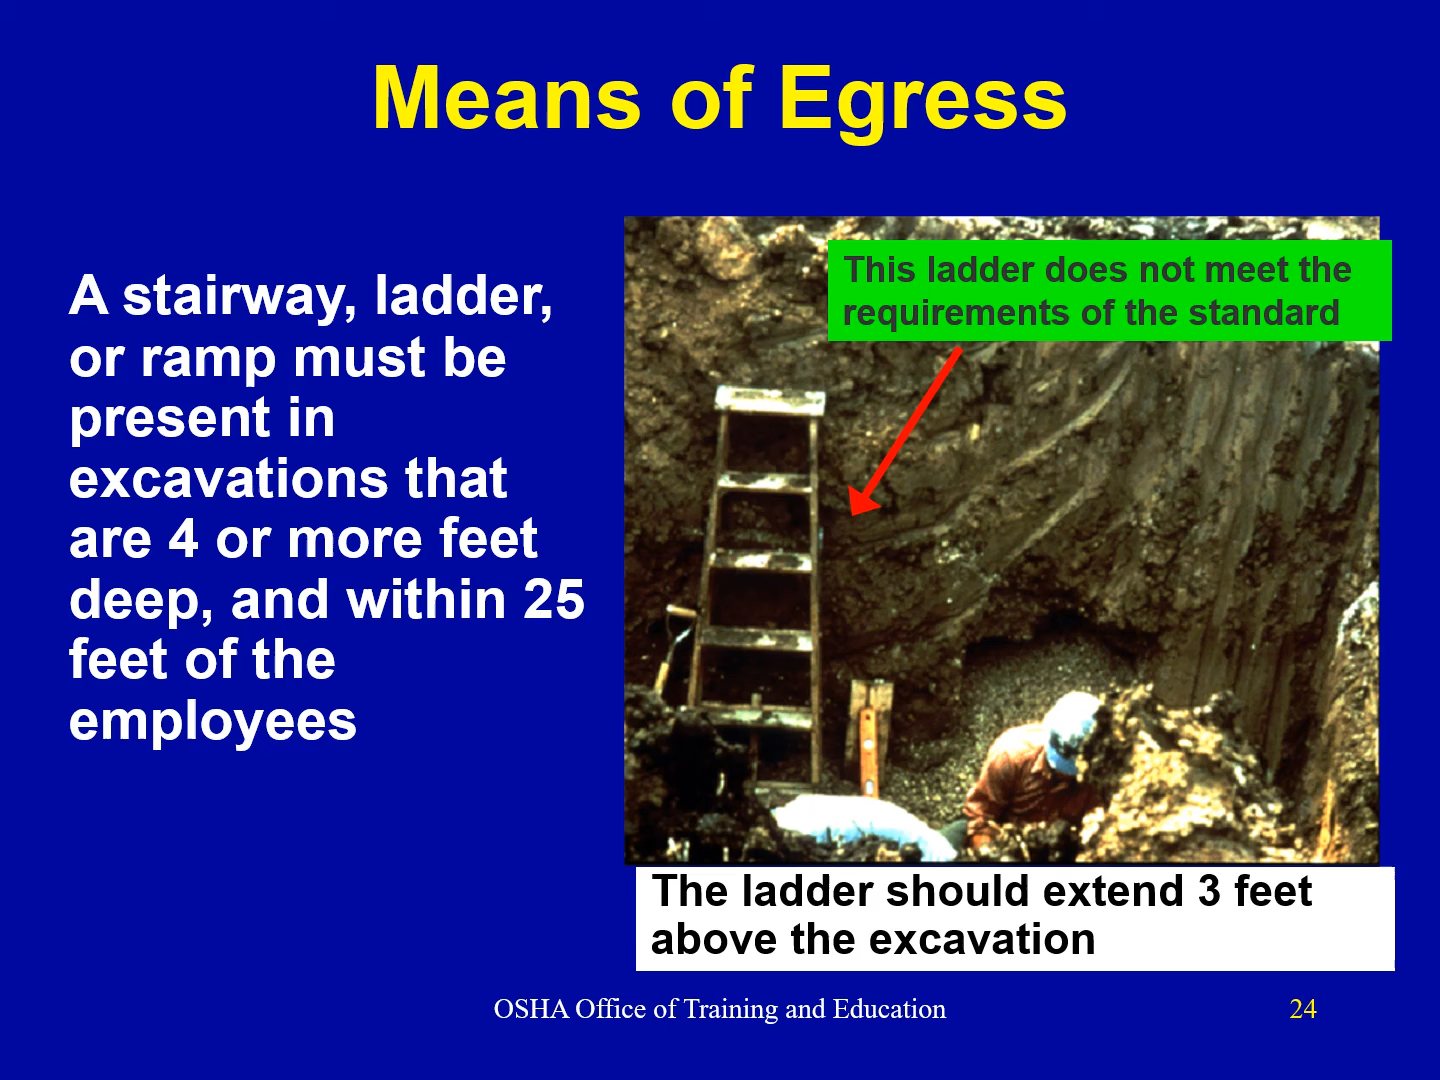 Means of Egress
A stairway, ladder,
or ramp must be
present in
excavations that
are 4 or more feet
deep, and within 25
feet of the
employees
This ladder does not meet the
requirements of the standard
The ladder should extend 3 feet
above the excavation
OSHA Office of Training and Education
24